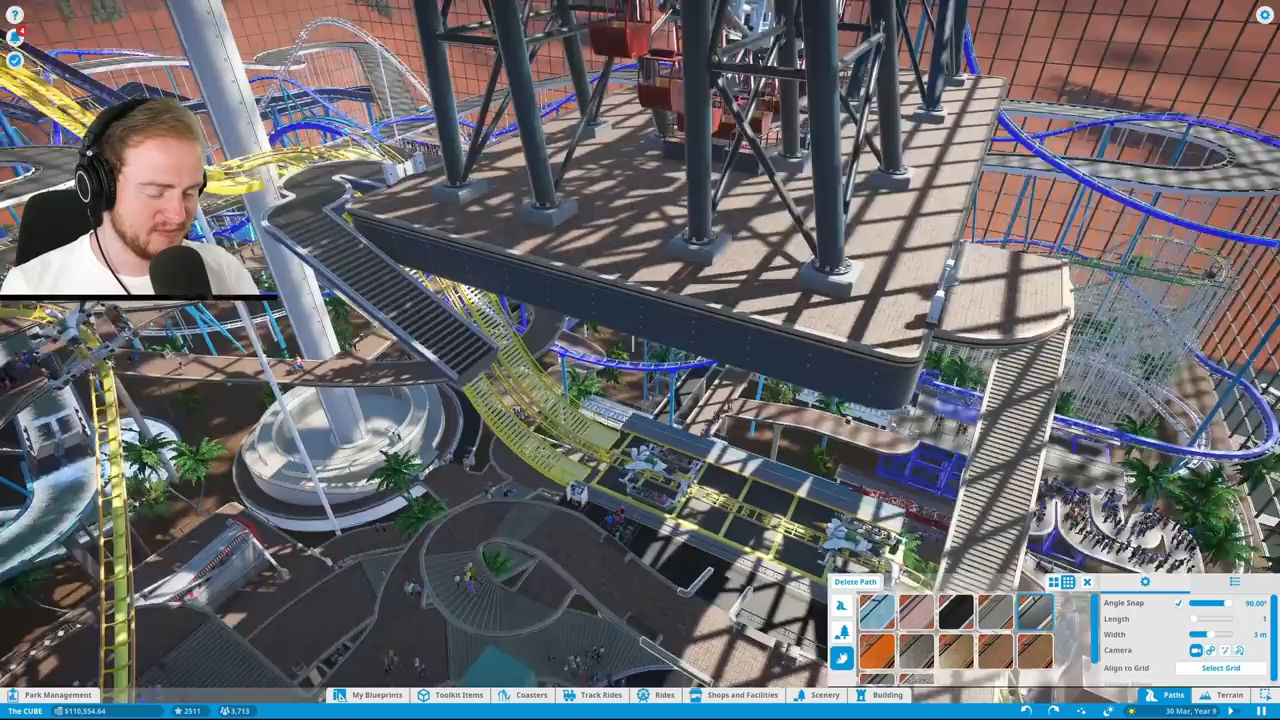 ?
4
Delete Path
Angle Snap 90.00°
Length 1
Width 3 m
Camera
Align to Grid Select Grid
Park Management My Blueprints Toolkit Items Coasters Track Rides Rides Shops and Facilities Scenery Building Paths Terrain
The CUBE $110,554.64 2511 3,713 30 Mar, Year 9